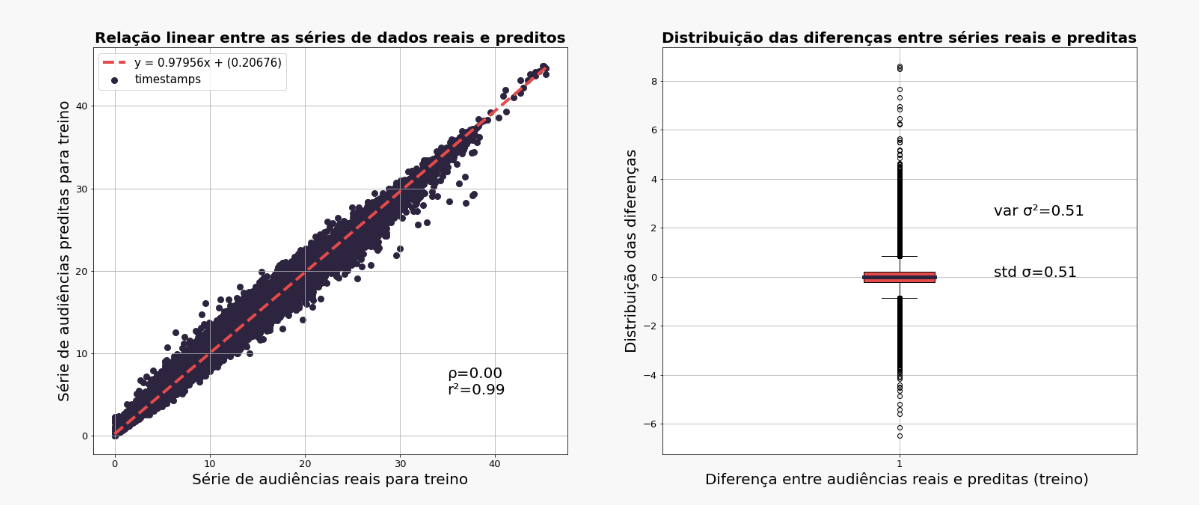 Relação linear entre as séries de dados reais e preditos
y = 0.97956x + (0.20676)
timestamps
Série de audiências preditas para treino
40
30
20
10
0
ρ=0.00
r²=0.99
0 10 20 30 40
Série de audiências reais para treino
Distribuição das diferenças entre séries reais e preditas
Distribuição das diferenças
8
6
4
2
0
−2
−4
−6
var σ²=0.51
std σ=0.51
1
Diferença entre audiências reais e preditas (treino)